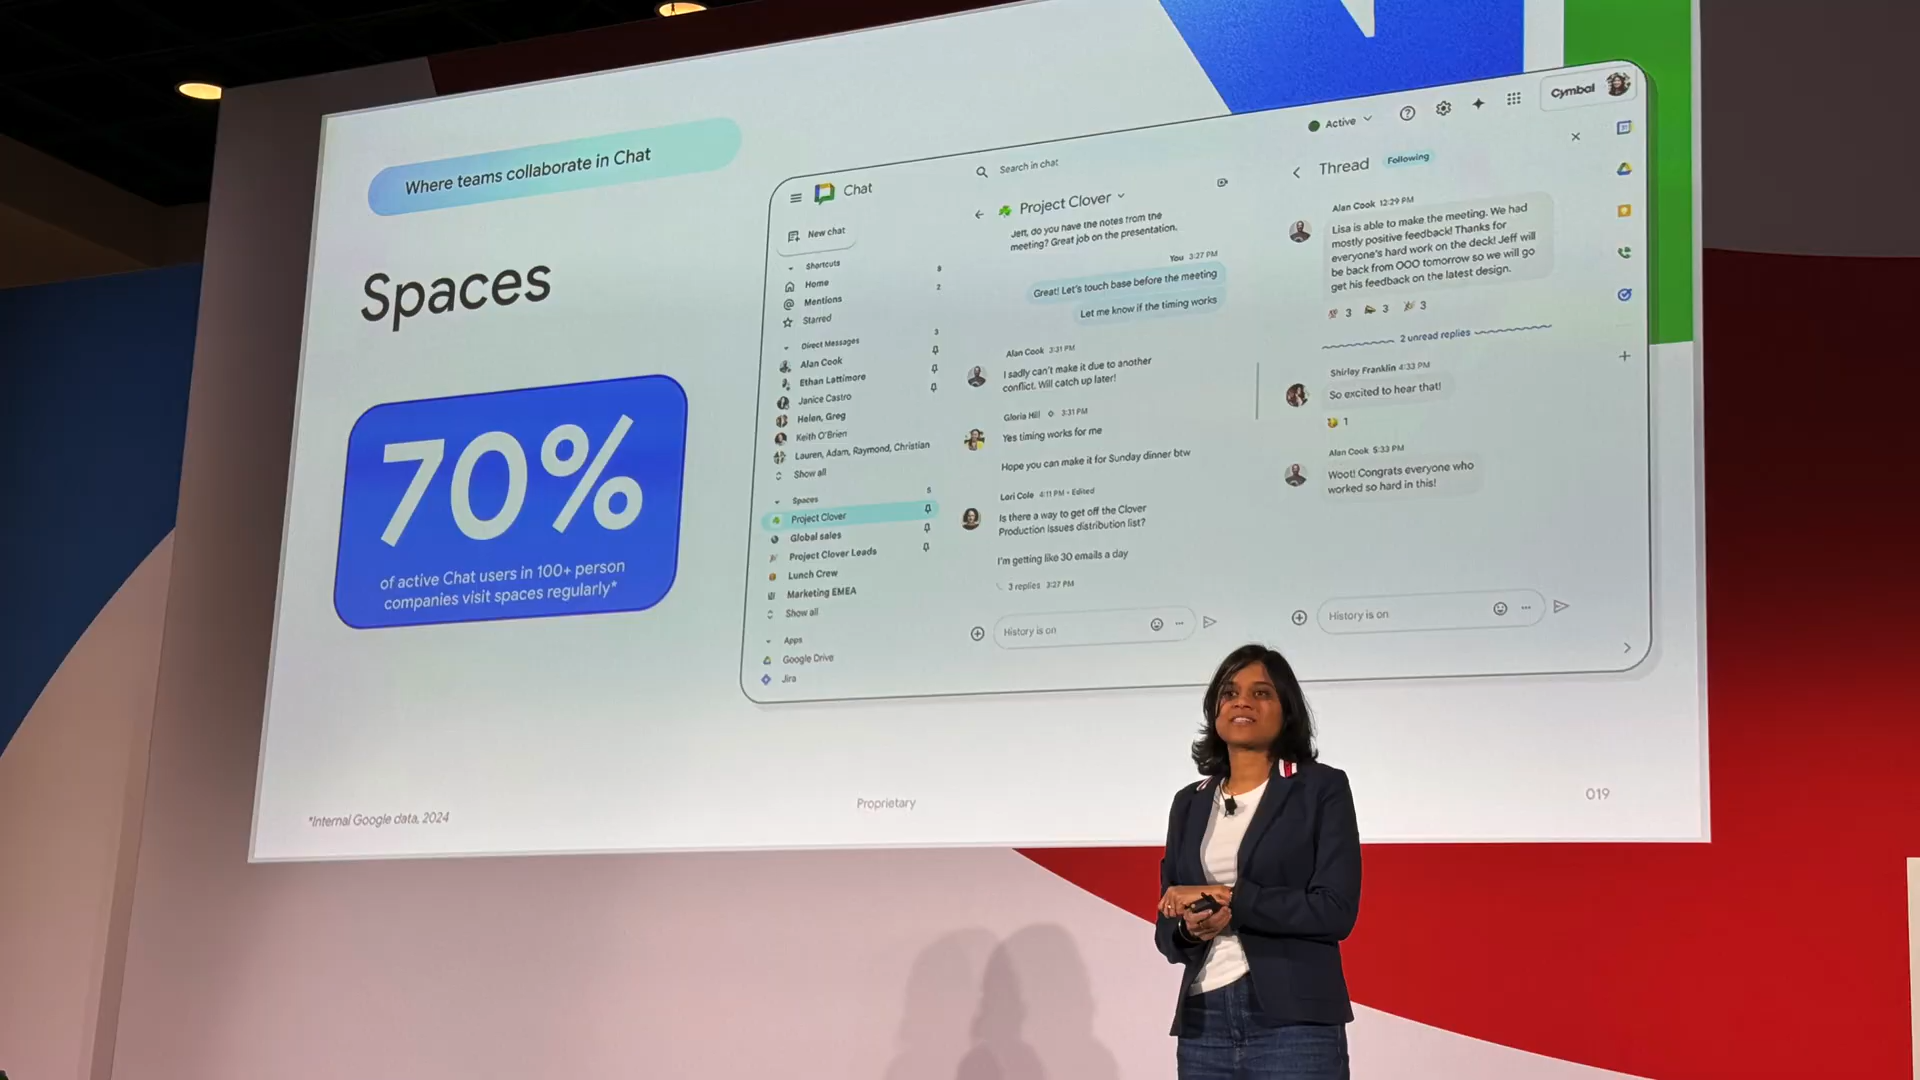 Where teams collaborate in Chat
Spaces
70%
of active Chat users in 100+ person
companies visit spaces regularly*
*Internal Google data, 2024
Proprietary
019
Chat
Search in chat
Active
Cymbal
New chat
Shortcuts
Home 8
Mentions 2
Starred
Direct Messages 3
Alan Cook
Ethan Lattimore
Janice Castro
Helen, Greg
Keith O'Brien
Lauren, Adam, Raymond, Christian
Show all
Spaces 5
Project Clover
Global sales
Project Clover Leads
Lunch Crew
Marketing EMEA
Show all
Apps
Google Drive
Jira
Project Clover
Jeff, do you have the notes from the
meeting? Great job on the presentation.
You 3:27 PM
Great! Let's touch base before the meeting
Let me know if the timing works
Alan Cook 3:31 PM
I sadly can't make it due to another
conflict. Will catch up later!
Gloria Hill 3:31 PM
Yes timing works for me
Hope you can make it for Sunday dinner btw
Lori Cole 4:11 PM • Edited
Is there a way to get off the Clover
Production Issues distribution list?
I'm getting like 30 emails a day
3 replies 3:27 PM
History is on
Thread Following
Alan Cook 12:29 PM
Lisa is able to make the meeting. We had
mostly positive feedback! Thanks for
everyone's hard work on the deck! Jeff will
be back from OOO tomorrow so we will go
get his feedback on the latest design.
3 3 3
2 unread replies
Shirley Franklin 4:33 PM
So excited to hear that!
1
Alan Cook 5:33 PM
Woot! Congrats everyone who
worked so hard in this!
History is on